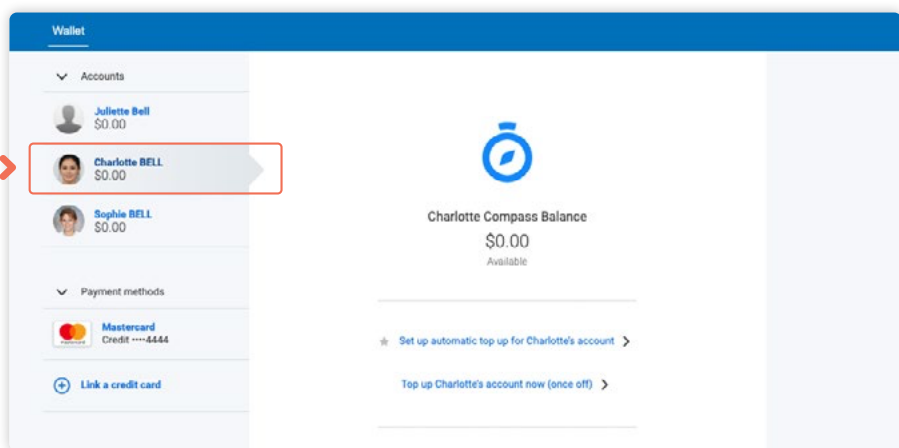 Wallet
Accounts
Juliette Bell
$0.00
Charlotte BELL
$0.00
Sophie BELL
$0.00
Payment methods
Mastercard
Credit ····4444
Link a credit card
Charlotte Compass Balance
$0.00
Available
Set up automatic top up for Charlotte's account
Top up Charlotte's account now (once off)